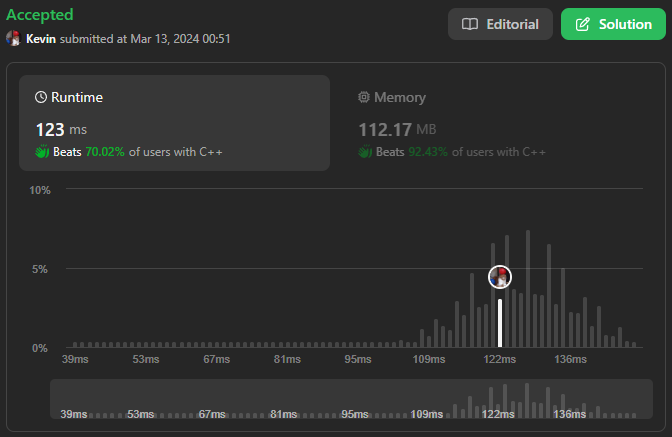 Accepted
Editorial
Solution
Kevin submitted at Mar 13, 2024 00:51
Runtime
Memory
123 ms
112.17 MB
Beats 70.02% of users with C++
Beats 92.43% of users with C++
10%
5%
0%
39ms 53ms 67ms 81ms 95ms 109ms 122ms 136ms
39ms 53ms 67ms 81ms 95ms 109ms 122ms 136ms